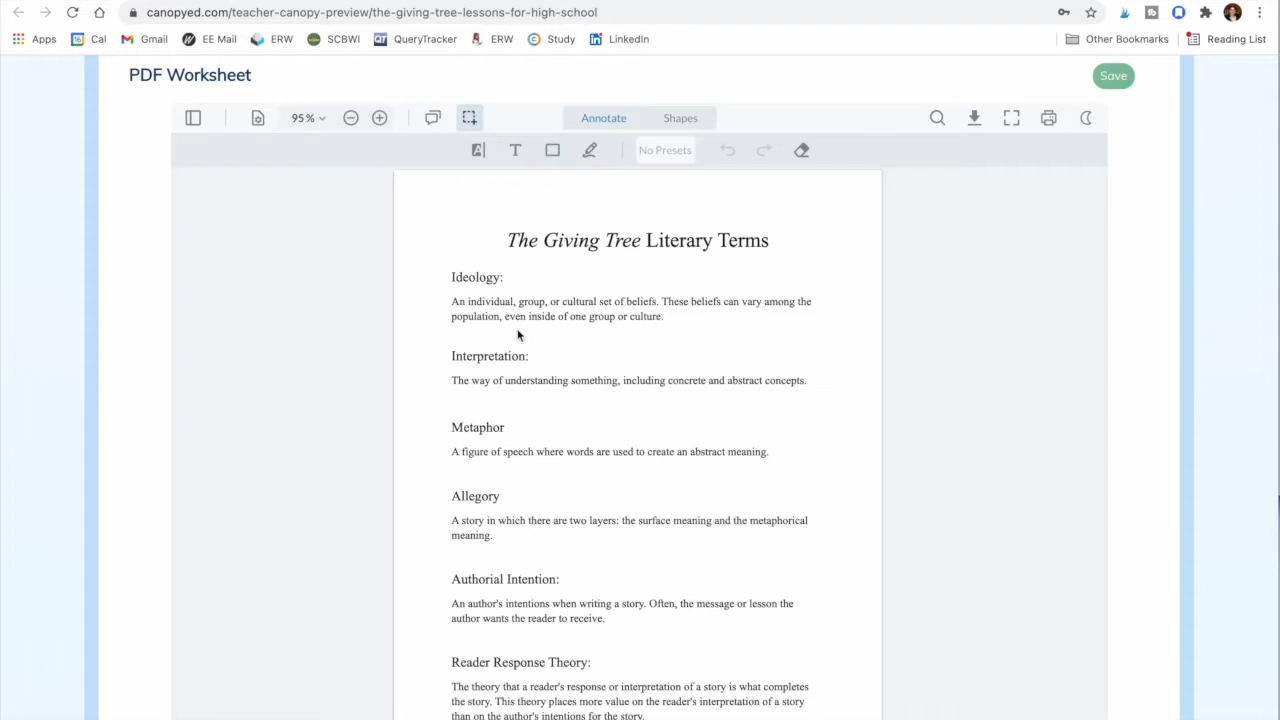 canopyed.com/teacher-canopy-preview/the-giving-tree-lessons-for-high-school
Apps Cal Gmail EE Mail ERW SCBWI QueryTracker ERW Study LinkedIn Other Bookmarks Reading List
PDF Worksheet
Save
95% Annotate Shapes
T No Presets
The Giving Tree Literary Terms
Ideology:
An individual, group, or cultural set of beliefs. These beliefs can vary among the
population, even inside of one group or culture.
Interpretation:
The way of understanding something, including concrete and abstract concepts.
Metaphor
A figure of speech where words are used to create an abstract meaning.
Allegory
A story in which there are two layers: the surface meaning and the metaphorical
meaning.
Authorial Intention:
An author's intentions when writing a story. Often, the message or lesson the
author wants the reader to receive.
Reader Response Theory:
The theory that a reader's response or interpretation of a story is what completes
the story. This theory places more value on the reader's interpretation of a story
than on the author's intentions for the story.